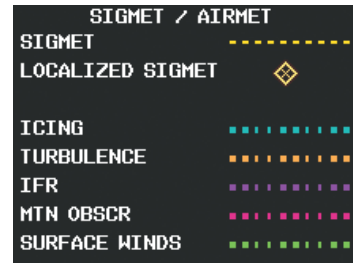 SIGMET / AIRMET
SIGMET
LOCALIZED SIGMET
ICING
TURBULENCE
IFR
MTN OBSCR
SURFACE WINDS